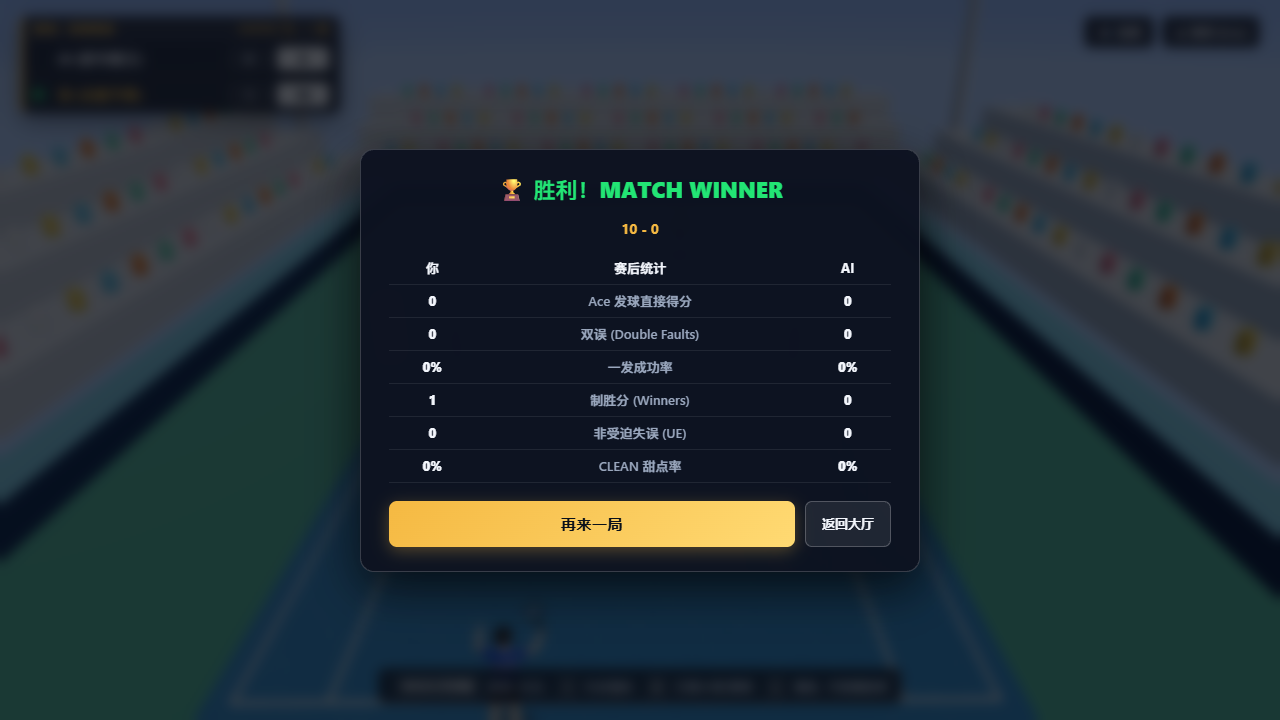 🏆 胜利！MATCH WINNER
10 - 0
你 赛后统计 AI
0 Ace 发球直接得分 0
0 双误 (Double Faults) 0
0% 一发成功率 0%
1 制胜分 (Winners) 0
0 非受迫失误 (UE) 0
0% CLEAN 甜点率 0%
再来一局 返回大厅